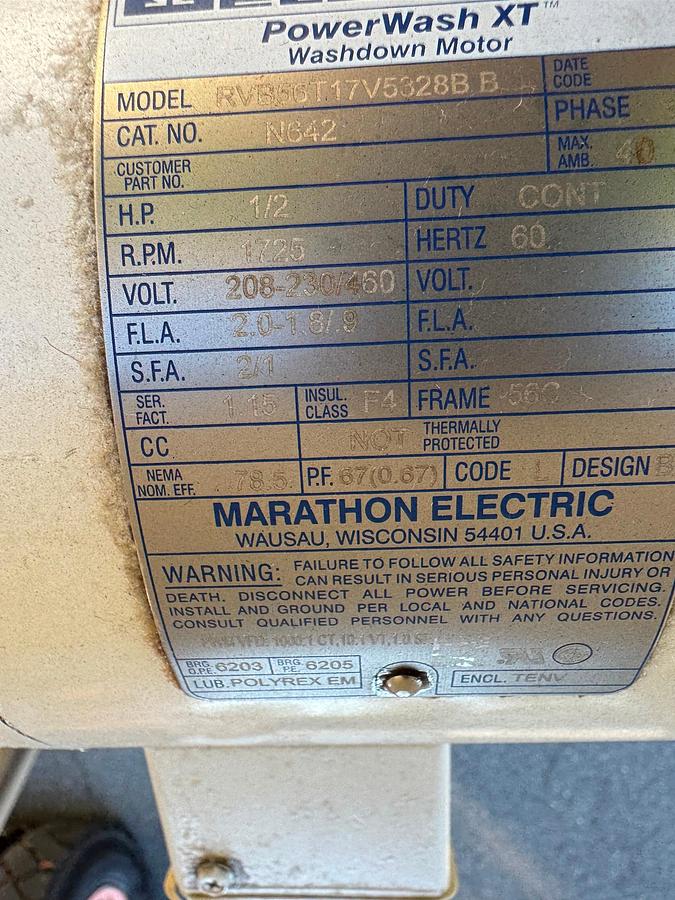 PowerWash XT™
Washdown Motor
MODEL RVB56T17V5328B B
DATE CODE
CAT. NO. N642
PHASE
CUSTOMER PART NO.
MAX. AMB. 40
H.P. 1/2 DUTY CONT
R.P.M. 1725 HERTZ 60
VOLT. 208-230/460 VOLT.
F.L.A. 2.0-1.8/.9 F.L.A.
S.F.A. 2/1 S.F.A.
SER. FACT. 1.15 INSUL. CLASS F4 FRAME 56C
CC NOT THERMALLY PROTECTED
NEMA NOM. EFF. 78.5 P.F. 67(0.67) CODE L DESIGN B
MARATHON ELECTRIC
WAUSAU, WISCONSIN 54401 U.S.A.
WARNING: FAILURE TO FOLLOW ALL SAFETY INFORMATION
CAN RESULT IN SERIOUS PERSONAL INJURY OR
DEATH. DISCONNECT ALL POWER BEFORE SERVICING.
INSTALL AND GROUND PER LOCAL AND NATIONAL CODES.
CONSULT QUALIFIED PERSONNEL WITH ANY QUESTIONS.
BRG. O.P.E. 6203 BRG. P.E. 6205
LUB. POLYREX EM ENCL. TENV